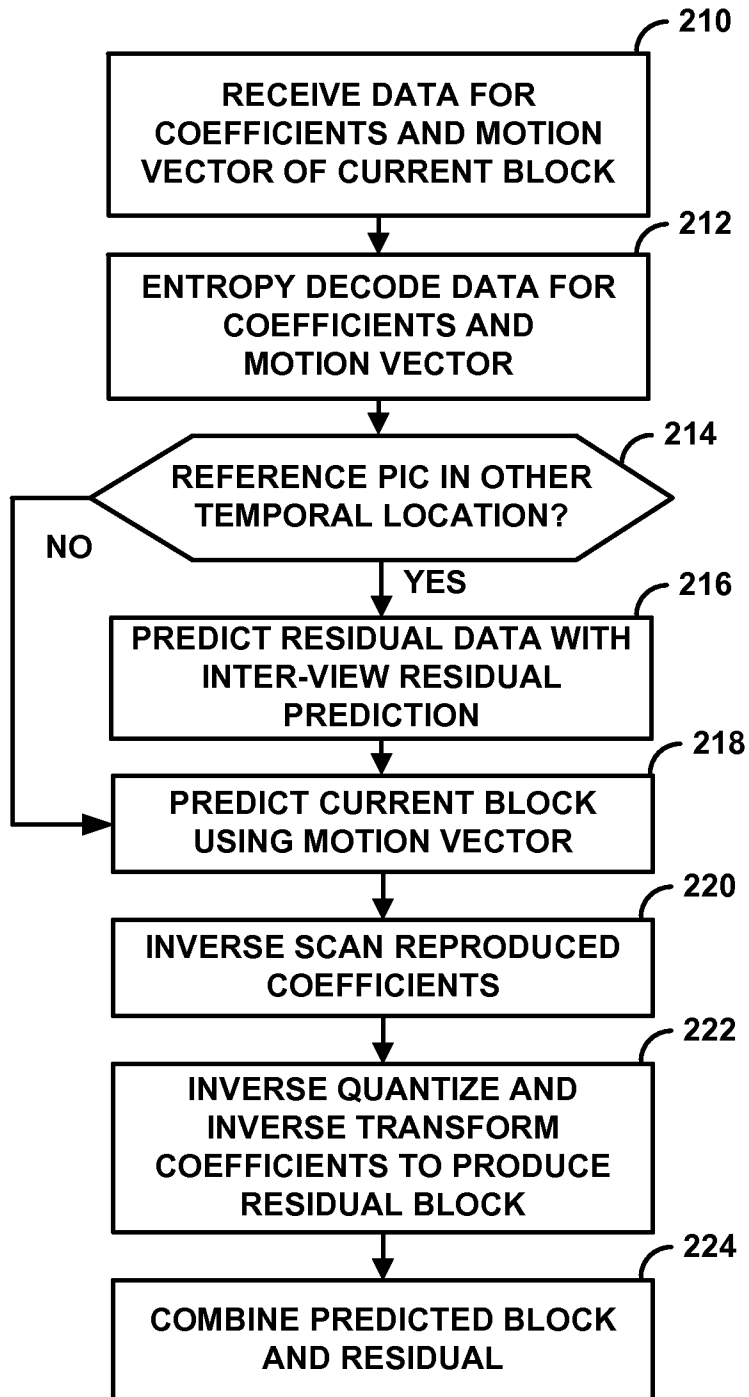 210
RECEIVE DATA FOR
COEFFICIENTS AND MOTION
VECTOR OF CURRENT BLOCK
212
ENTROPY DECODE DATA FOR
COEFFICIENTS AND
MOTION VECTOR
214
REFERENCE PIC IN OTHER
TEMPORAL LOCATION?
NO
YES
216
PREDICT RESIDUAL DATA WITH
INTER-VIEW RESIDUAL
PREDICTION
218
PREDICT CURRENT BLOCK
USING MOTION VECTOR
220
INVERSE SCAN REPRODUCED
COEFFICIENTS
222
INVERSE QUANTIZE AND
INVERSE TRANSFORM
COEFFICIENTS TO PRODUCE
RESIDUAL BLOCK
224
COMBINE PREDICTED BLOCK
AND RESIDUAL